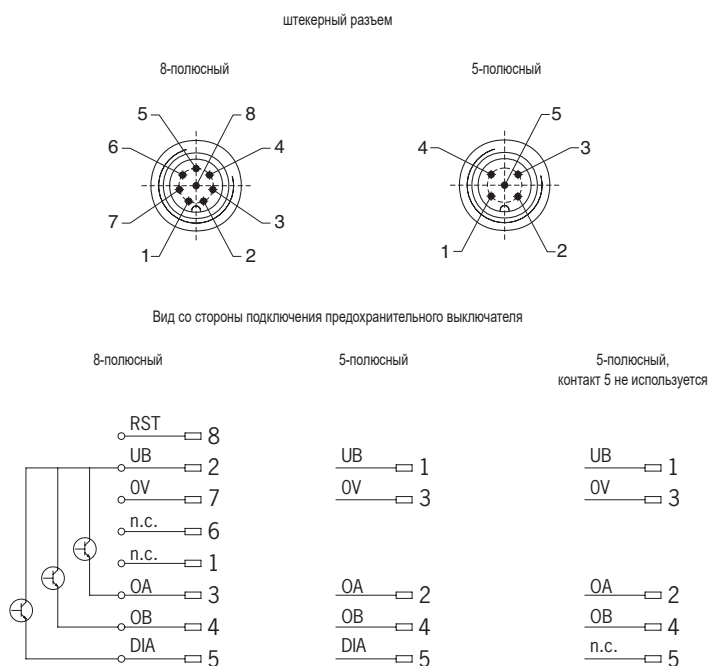 штекерный разъем
8-полюсный 5-полюсный
5 8
6 4
7 3
1 2
5
4 3
1 2
Вид со стороны подключения предохранительного выключателя
8-полюсный 5-полюсный 5-полюсный,
контакт 5 не используется
RST 8
UB 2 UB 1 UB 1
0V 7 0V 3 0V 3
n.c. 6
n.c. 1
OA 3 OA 2 OA 2
OB 4 OB 4 OB 4
DIA 5 DIA 5 n.c. 5